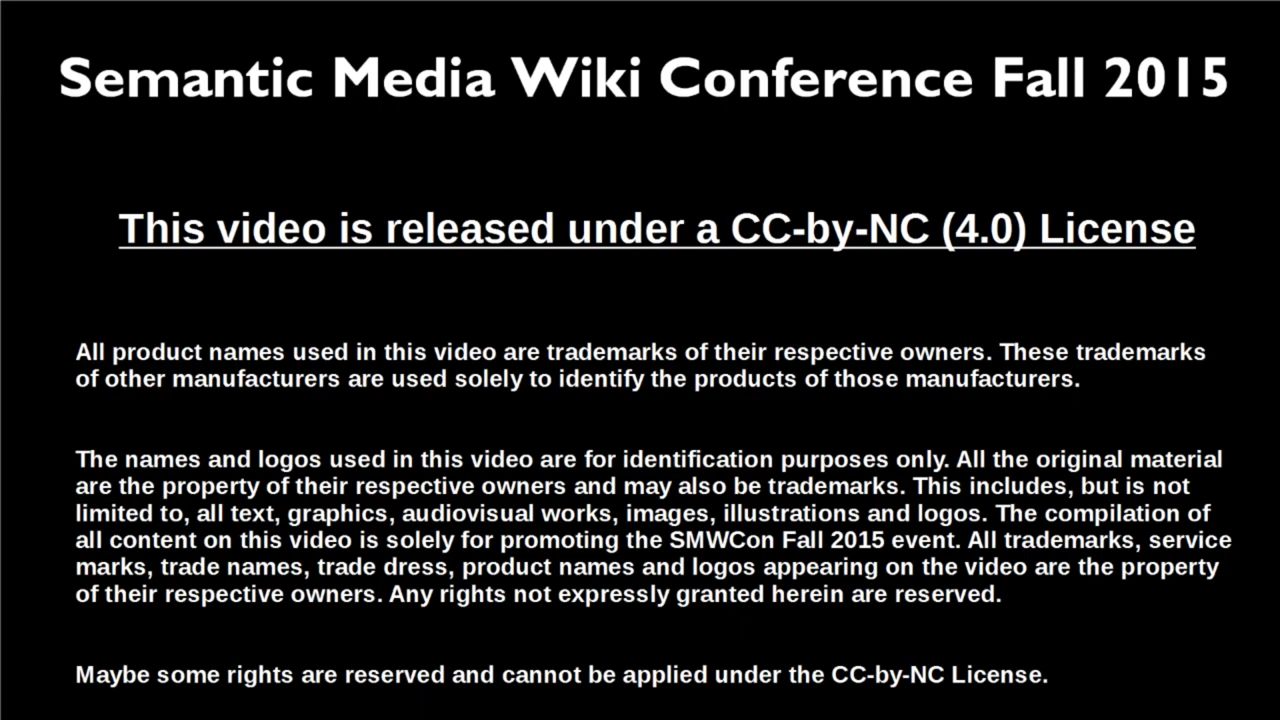 Semantic Media Wiki Conference Fall 2015
This video is released under a CC-by-NC (4.0) License
All product names used in this video are trademarks of their respective owners. These trademarks
of other manufacturers are used solely to identify the products of those manufacturers.
The names and logos used in this video are for identification purposes only. All the original material
are the property of their respective owners and may also be trademarks. This includes, but is not
limited to, all text, graphics, audiovisual works, images, illustrations and logos. The compilation of
all content on this video is solely for promoting the SMWCon Fall 2015 event. All trademarks, service
marks, trade names, trade dress, product names and logos appearing on the video are the property
of their respective owners. Any rights not expressly granted herein are reserved.
Maybe some rights are reserved and cannot be applied under the CC-by-NC License.